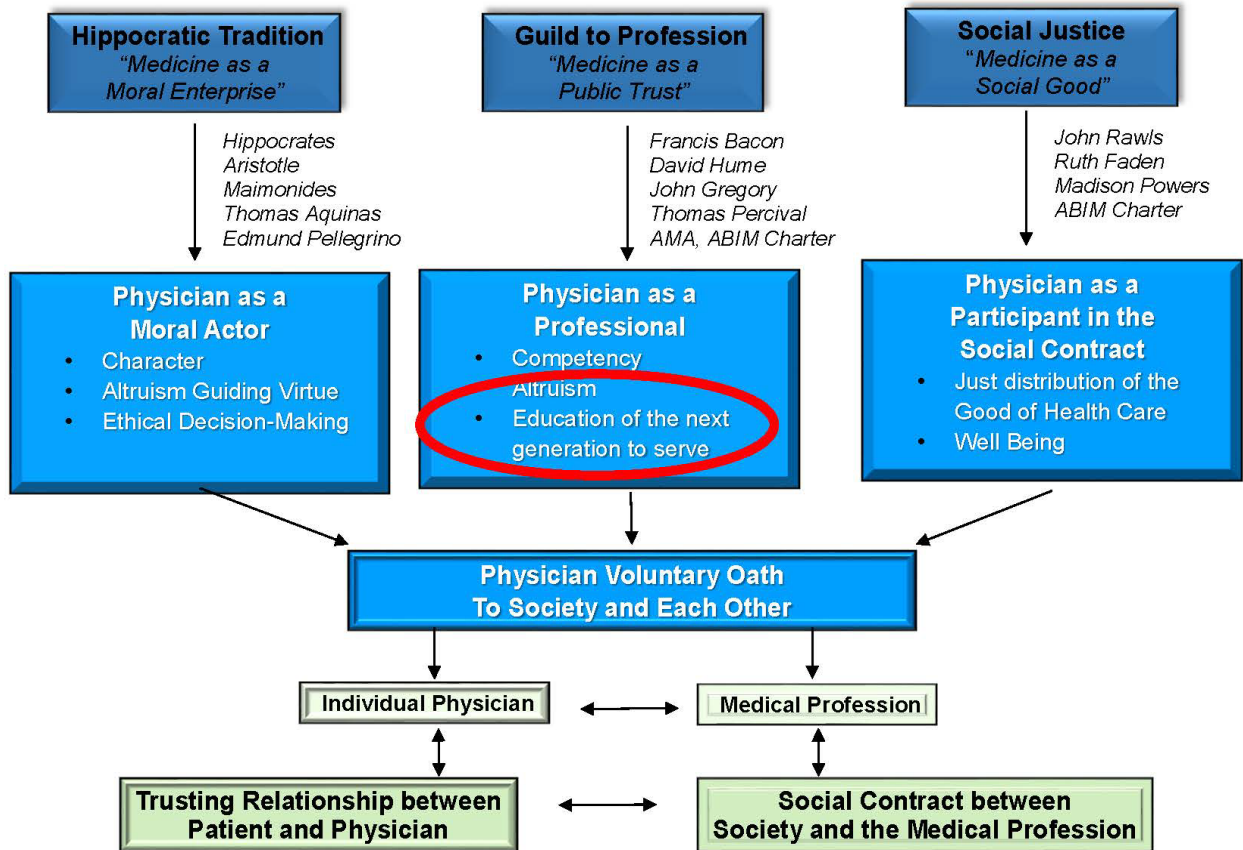 Hippocratic Tradition
“Medicine as a
Moral Enterprise”
Guild to Profession
“Medicine as a
Public Trust”
Social Justice
“Medicine as a
Social Good”
Hippocrates
Aristotle
Maimonides
Thomas Aquinas
Edmund Pellegrino
Francis Bacon
David Hume
John Gregory
Thomas Percival
AMA, ABIM Charter
John Rawls
Ruth Faden
Madison Powers
ABIM Charter
Physician as a
Moral Actor
• Character
• Altruism Guiding Virtue
• Ethical Decision-Making
Physician as a
Professional
• Competency
Altruism
• Education of the next
generation to serve
Physician as a
Participant in the
Social Contract
• Just distribution of the
Good of Health Care
• Well Being
Physician Voluntary Oath
To Society and Each Other
Individual Physician
Medical Profession
Trusting Relationship between
Patient and Physician
Social Contract between
Society and the Medical Profession